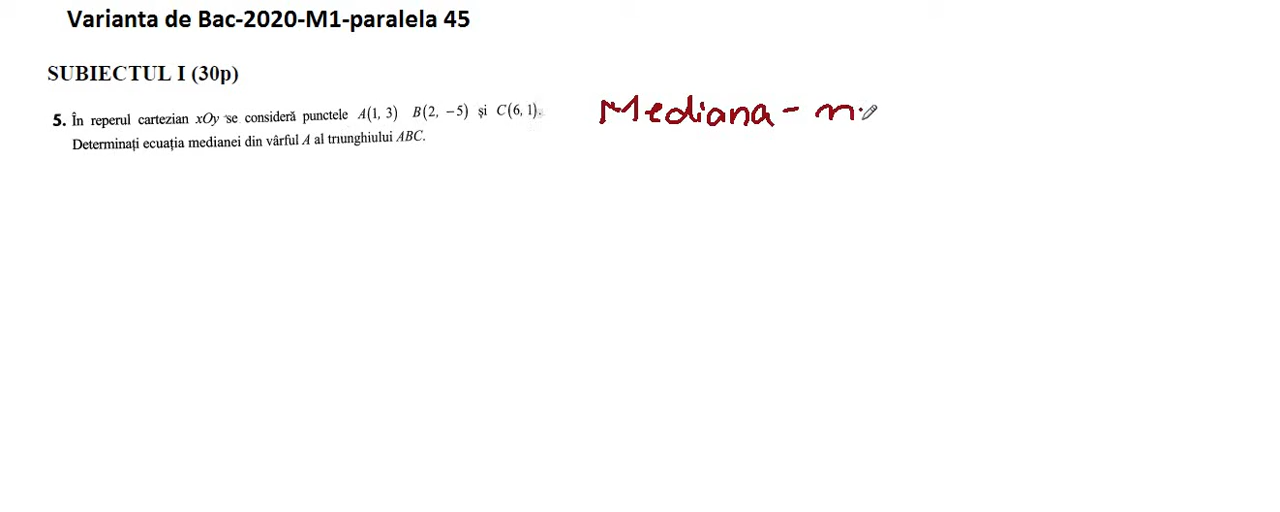 Varianta de Bac-2020-M1-paralela 45
SUBIECTUL I (30p)
5. În reperul cartezian xOy se consideră punctele A(1, 3) B(2, −5) și C(6, 1).
Determinați ecuația medianei din vârful A al triunghiului ABC.
Mediana -